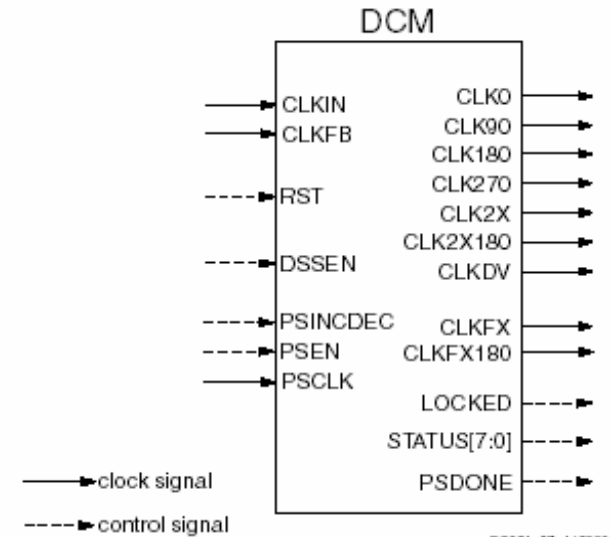 DCM
CLKIN
CLKFB
RST
DSSEN
PSINCDEC
PSEN
PSCLK
CLK0
CLK90
CLK180
CLK270
CLK2X
CLK2X180
CLKDV
CLKFX
CLKFX180
LOCKED
STATUS[7:0]
PSDONE
clock signal
control signal